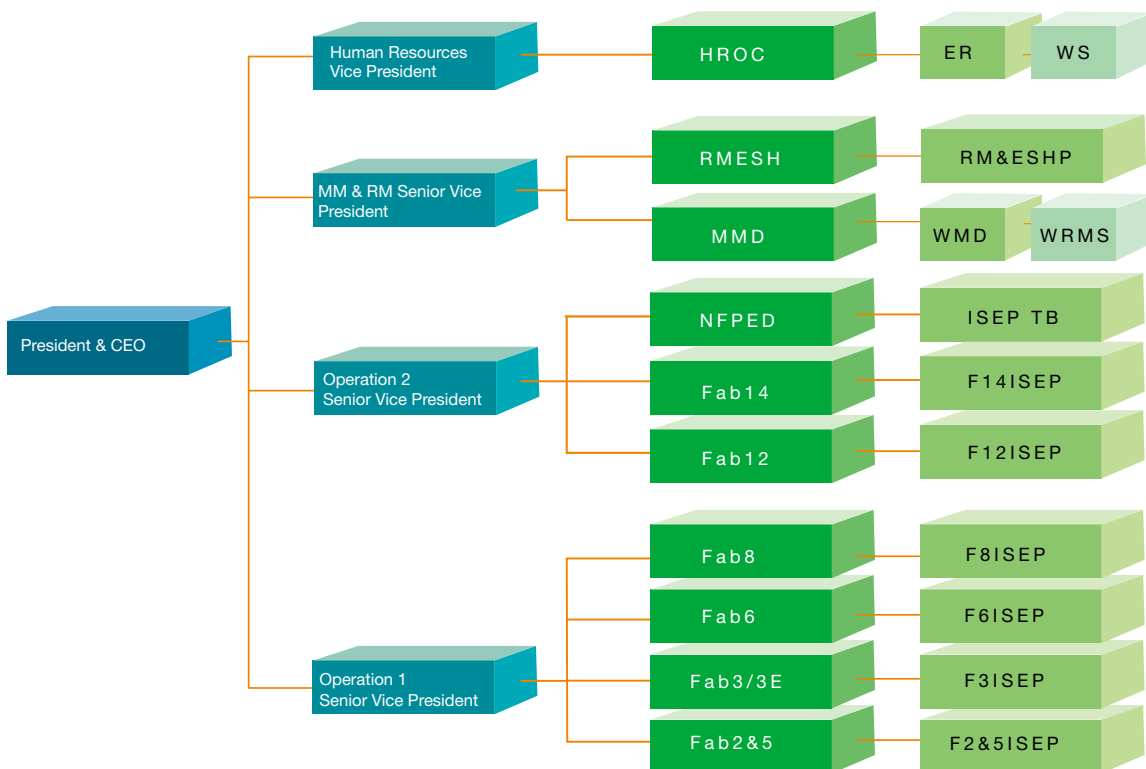 Human Resources
Vice President
HROC
ER
WS
MM & RM Senior Vice
President
RMESH
RM&ESHP
MMD
WMD
WRMS
President & CEO
Operation 2
Senior Vice President
NFPED
ISEP TB
Fab14
F14ISEP
Fab12
F12ISEP
Operation 1
Senior Vice President
Fab8
F8ISEP
Fab6
F6ISEP
Fab3/3E
F3ISEP
Fab2&5
F2&5ISEP